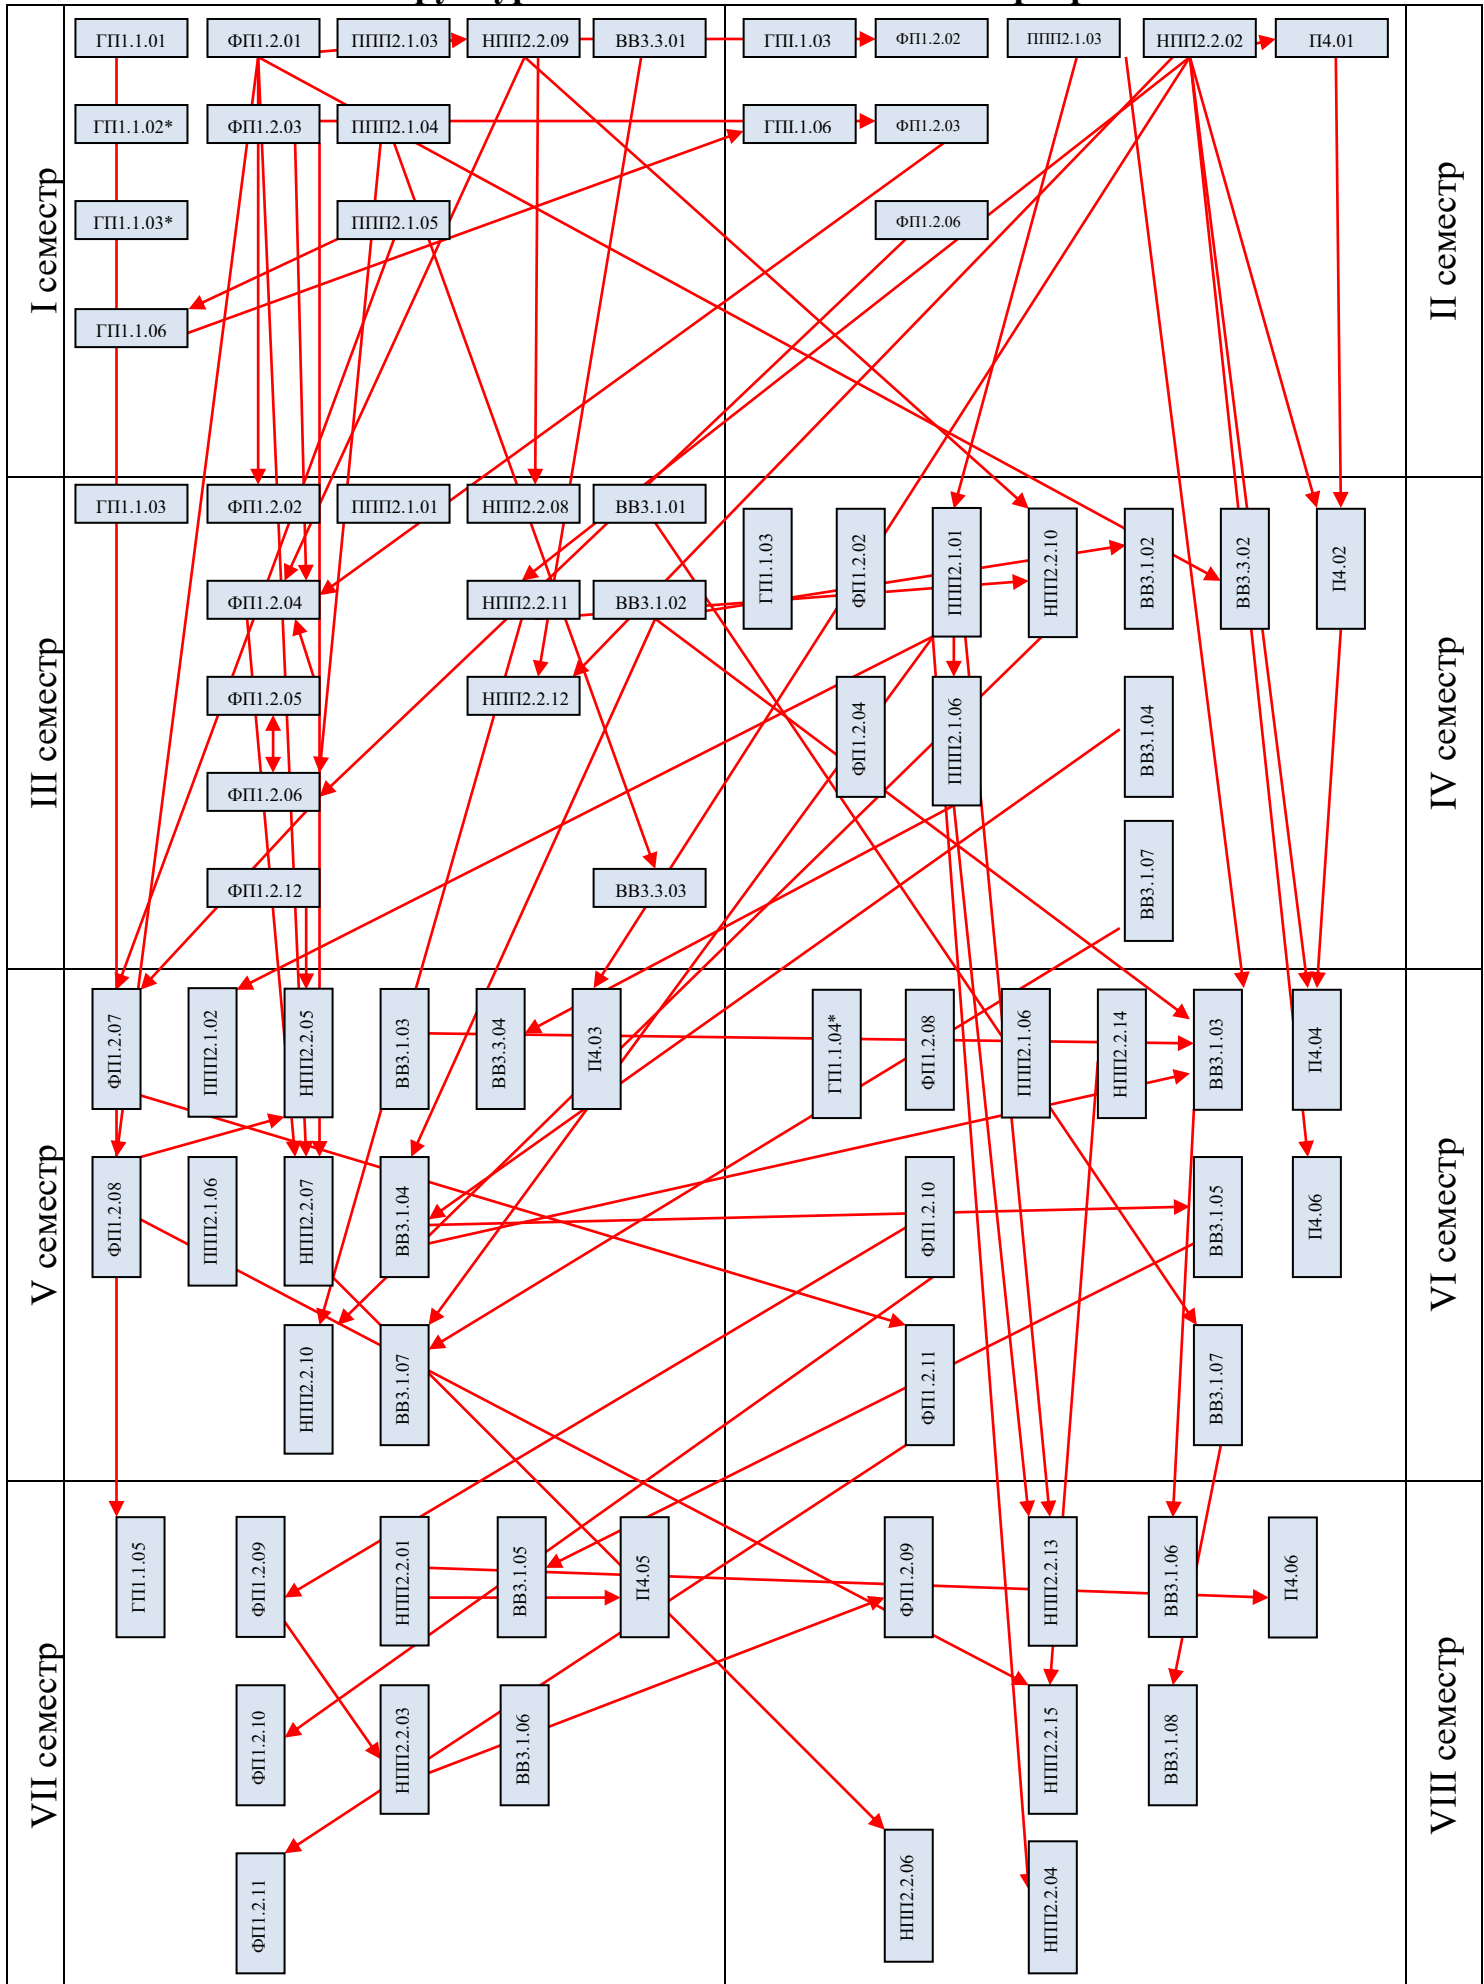 I семестр
ГП1.1.01
ФП1.2.01
ППП2.1.03
НПП2.2.09
ВВ3.3.01
ГП1.1.02*
ФП1.2.03
ППП2.1.04
ГП1.1.03*
ППП2.1.05
ГП1.1.06
II семестр
ГПI.1.03
ФП1.2.02
ППП2.1.03
НПП2.2.02
П4.01
ГПI.1.06
ФП1.2.03
ФП1.2.06
III семестр
ГП1.1.03
ФП1.2.02
ППП2.1.01
НПП2.2.08
ВВ3.1.01
ФП1.2.04
НПП2.2.11
ВВ3.1.02
ФП1.2.05
НПП2.2.12
ФП1.2.06
ФП1.2.12
ВВ3.3.03
IV семестр
ГП1.1.03
ФП1.2.02
ППП2.1.01
НПП2.2.10
ВВ3.1.02
ВВ3.3.02
П4.02
ФП1.2.04
ППП2.1.06
ВВ3.1.04
ВВ3.1.07
V семестр
ФП1.2.07
ППП2.1.02
НПП2.2.05
ВВ3.1.03
ВВ3.3.04
П4.03
ФП1.2.08
ППП2.1.06
НПП2.2.07
ВВ3.1.04
НПП2.2.10
ВВ3.1.07
VI семестр
ГП1.1.04*
ФП1.2.08
ППП2.1.06
НПП2.2.14
ВВ3.1.03
П4.04
ФП1.2.10
ВВ3.1.05
П4.06
ФП1.2.11
ВВ3.1.07
VII семестр
ГП1.1.05
ФП1.2.09
НПП2.2.01
ВВ3.1.05
П4.05
ФП1.2.10
НПП2.2.03
ВВ3.1.06
ФП1.2.11
VIII семестр
ФП1.2.09
НПП2.2.13
ВВ3.1.06
П4.06
НПП2.2.15
ВВ3.1.08
НПП2.2.06
НПП2.2.04